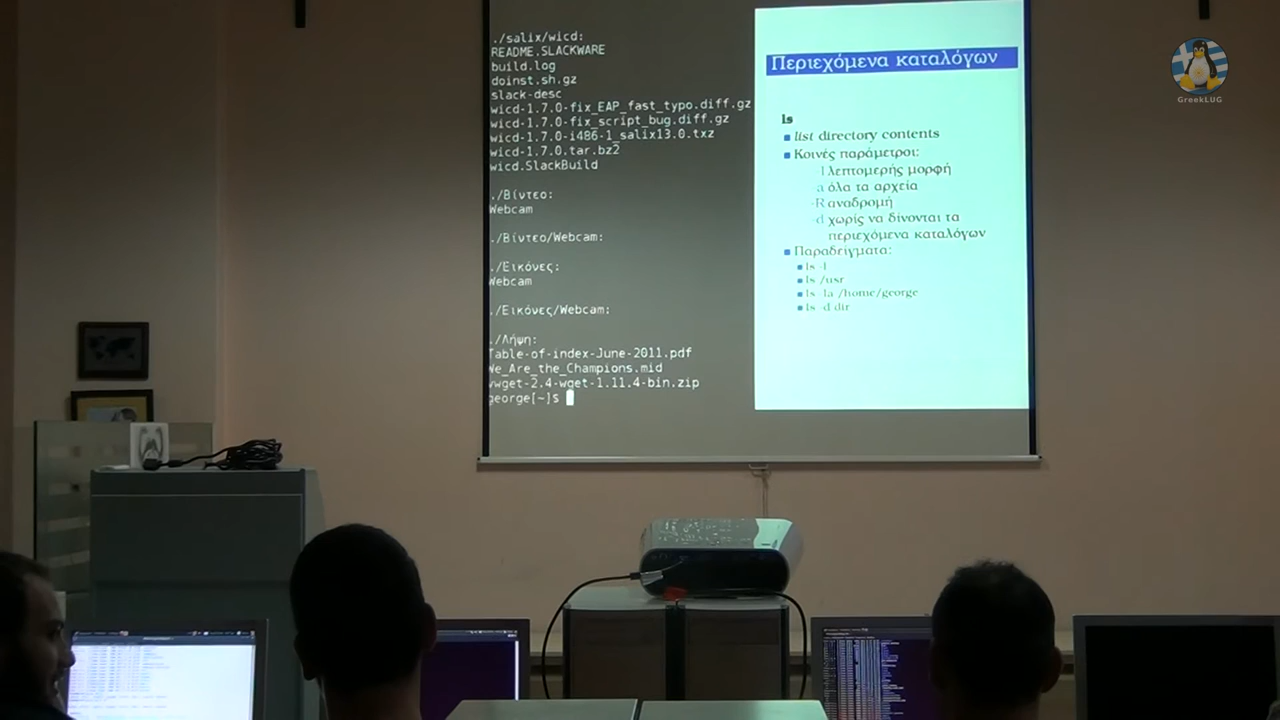 ./salix/wicd:
README.SLACKWARE
build.log
doinst.sh.gz
slack-desc
wicd-1.7.0-fix_EAP_fast_typo.diff.gz
wicd-1.7.0-fix_script_bug.diff.gz
wicd-1.7.0-i486-1_salix13.0.txz
wicd-1.7.0.tar.bz2
wicd.SlackBuild
./Βίντεο:
Webcam
./Βίντεο/Webcam:
./Εικόνες:
Webcam
./Εικόνες/Webcam:
./Λήψη:
Table-of-index-June-2011.pdf
We_Are_the_Champions.mid
vwget-2.4-wget-1.11.4-bin.zip
george[~]$
Περιεχόμενα καταλόγων
ls
list directory contents
Κοινές παράμετροι:
-l λεπτομερής μορφή
-a όλα τα αρχεία
-R αναδρομή
-d χωρίς να δίνονται τα
περιεχόμενα καταλόγων
Παραδείγματα:
ls -l
ls /usr
ls -la /home/george
ls -d dir
GreekLUG